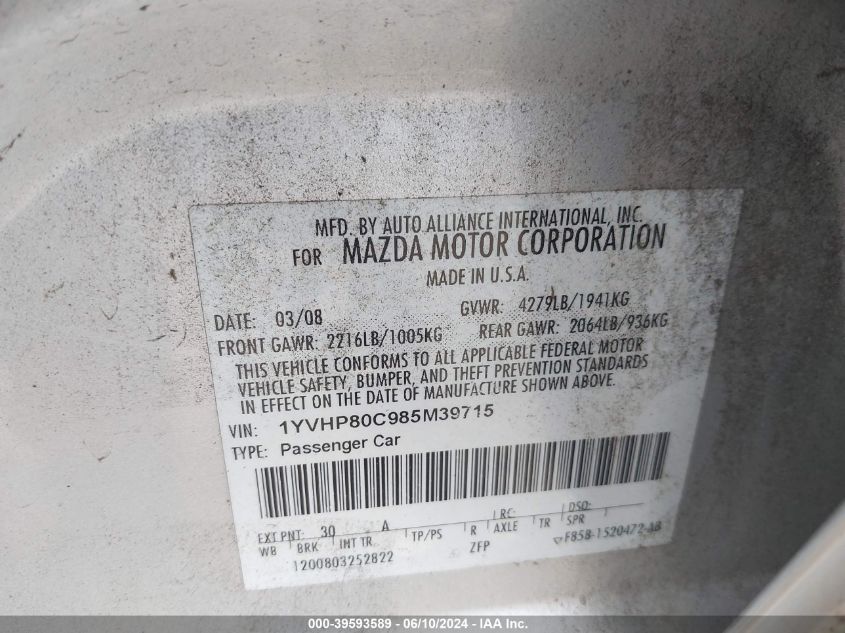 MFD. BY AUTO ALLIANCE INTERNATIONAL, INC.
FOR MAZDA MOTOR CORPORATION
MADE IN U.S.A.
DATE: 03/08 GVWR: 4279LB/1941KG
FRONT GAWR: 2216LB/1005KG REAR GAWR: 2064LB/936KG
THIS VEHICLE CONFORMS TO ALL APPLICABLE FEDERAL MOTOR
VEHICLE SAFETY, BUMPER, AND THEFT PREVENTION STANDARDS
IN EFFECT ON THE DATE OF MANUFACTURE SHOWN ABOVE.
VIN: 1YVHP80C985M39715
TYPE: Passenger Car
EXT PNT: 30 A RC: DSO:
WB BRK INT TR TP/PS R AXLE TR SPR
1200803252822 ZFP F85B-1520472-AB
000-39593589 - 06/10/2024 - IAA Inc.